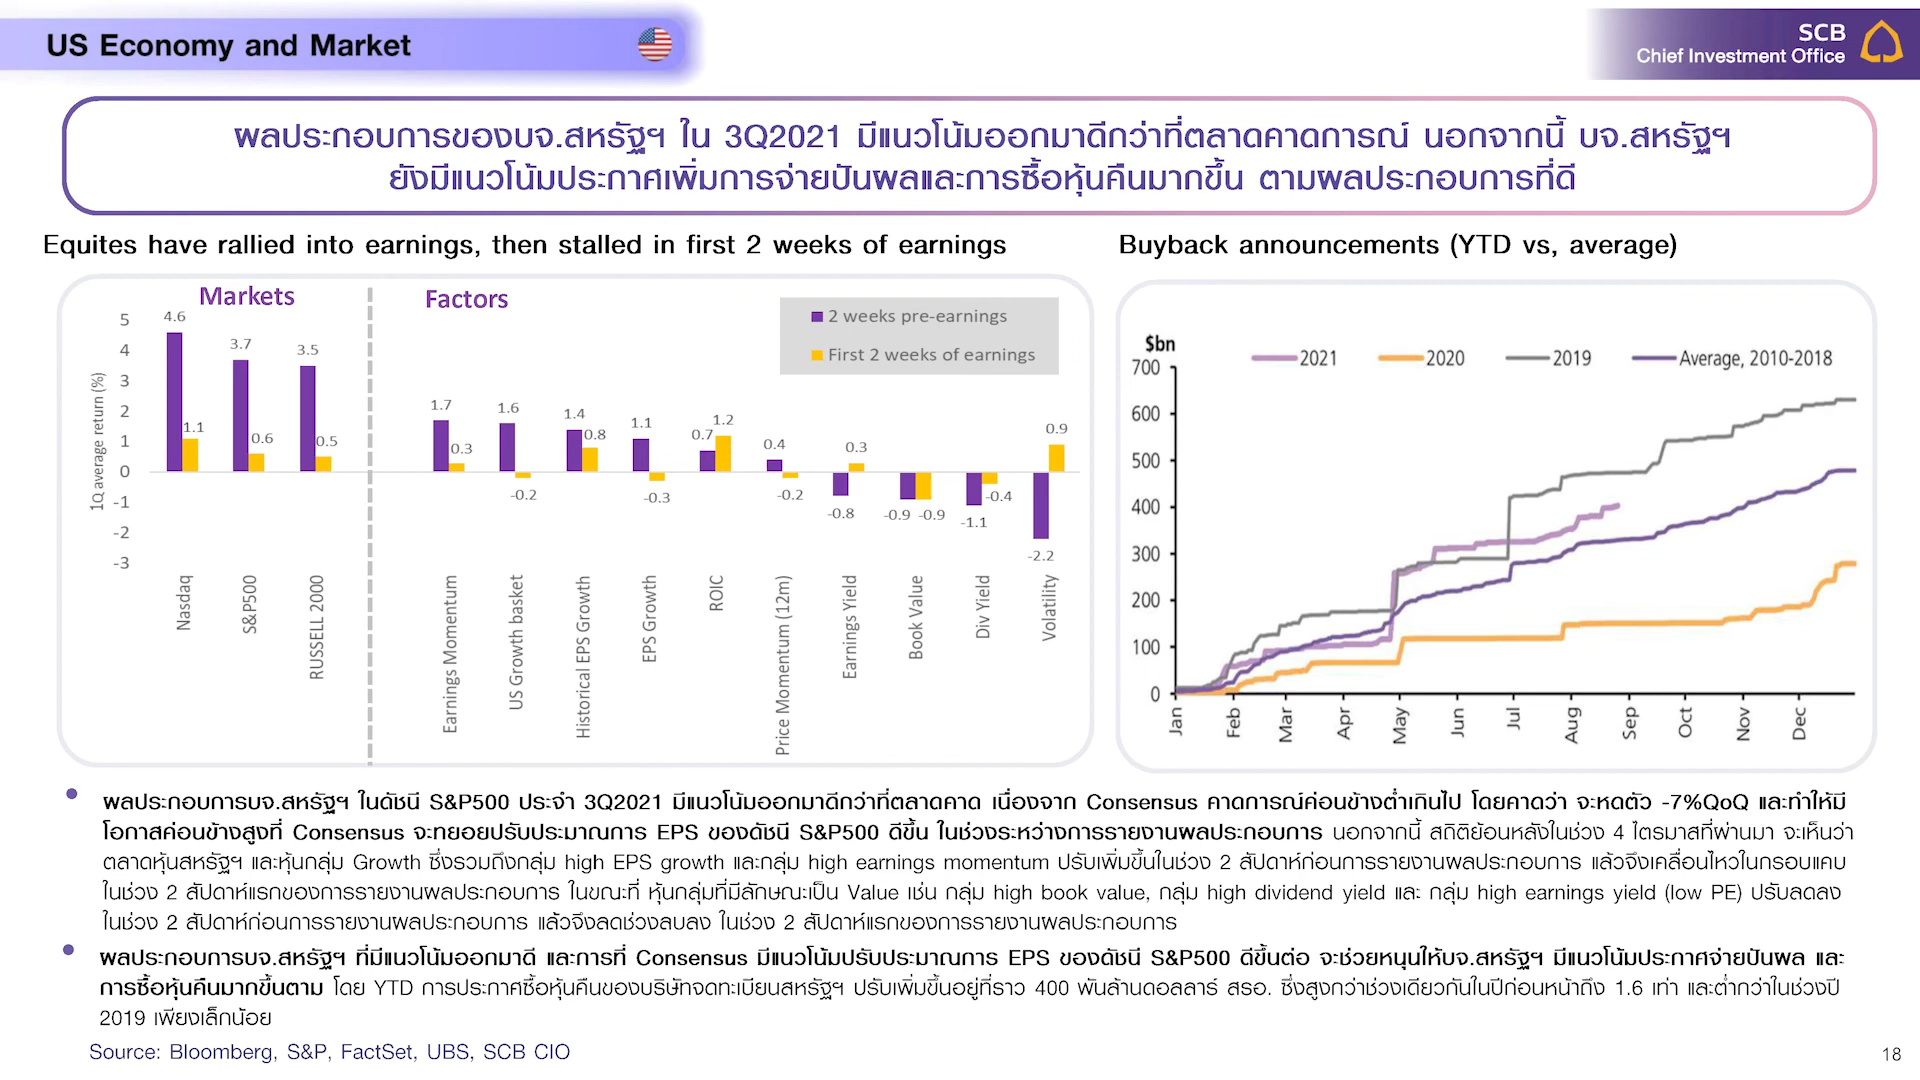 US Economy and Market
SCB
Chief Investment Office
ผลประกอบการของบจ.สหรัฐฯ ใน 3Q2021 มีแนวโน้มออกมาดีกว่าที่ตลาดคาดการณ์ นอกจากนี้ บจ.สหรัฐฯ
ยังมีแนวโน้มประกาศเพิ่มการจ่ายปันผลและการซื้อหุ้นคืนมากขึ้น ตามผลประกอบการที่ดี
Equites have rallied into earnings, then stalled in first 2 weeks of earnings
Markets
Factors
2 weeks pre-earnings
First 2 weeks of earnings
1Q average return (%)
5
4
3
2
1
0
-1
-2
-3
4.6
1.1
3.7
0.6
3.5
0.5
1.7
0.3
1.6
-0.2
1.4
0.8
1.1
-0.3
0.7
1.2
0.4
-0.2
-0.8
0.3
-0.9
-0.9
-1.1
-0.4
-2.2
0.9
Nasdaq
S&P500
RUSSELL 2000
Earnings Momentum
US Growth basket
Historical EPS Growth
EPS Growth
ROIC
Price Momentum (12m)
Earnings Yield
Book Value
Div Yield
Volatility
Buyback announcements (YTD vs, average)
$bn
2021
2020
2019
Average, 2010-2018
700
600
500
400
300
200
100
0
Jan
Feb
Mar
Apr
May
Jun
Jul
Aug
Sep
Oct
Nov
Dec
• ผลประกอบการบจ.สหรัฐฯ ในดัชนี S&P500 ประจำ 3Q2021 มีแนวโน้มออกมาดีกว่าที่ตลาดคาด เนื่องจาก Consensus คาดการณ์ค่อนข้างต่ำเกินไป โดยคาดว่า จะหดตัว -7%QoQ และทำให้มี
โอกาสค่อนข้างสูงที่ Consensus จะทยอยปรับประมาณการ EPS ของดัชนี S&P500 ดีขึ้น ในช่วงระหว่างการรายงานผลประกอบการ นอกจากนี้ สถิติย้อนหลังในช่วง 4 ไตรมาสที่ผ่านมา จะเห็นว่า
ตลาดหุ้นสหรัฐฯ และหุ้นกลุ่ม Growth ซึ่งรวมถึงกลุ่ม high EPS growth และกลุ่ม high earnings momentum ปรับเพิ่มขึ้นในช่วง 2 สัปดาห์ก่อนการรายงานผลประกอบการ แล้วจึงเคลื่อนไหวในกรอบแคบ
ในช่วง 2 สัปดาห์แรกของการรายงานผลประกอบการ ในขณะที่ หุ้นกลุ่มที่มีลักษณะเป็น Value เช่น กลุ่ม high book value, กลุ่ม high dividend yield และ กลุ่ม high earnings yield (low PE) ปรับลดลง
ในช่วง 2 สัปดาห์ก่อนการรายงานผลประกอบการ แล้วจึงลดช่วงลบลง ในช่วง 2 สัปดาห์แรกของการรายงานผลประกอบการ
• ผลประกอบการบจ.สหรัฐฯ ที่มีแนวโน้มออกมาดี และการที่ Consensus มีแนวโน้มปรับประมาณการ EPS ของดัชนี S&P500 ดีขึ้นต่อ จะช่วยหนุนให้บจ.สหรัฐฯ มีแนวโน้มประกาศจ่ายปันผล และ
การซื้อหุ้นคืนมากขึ้นตาม โดย YTD การประกาศซื้อหุ้นคืนของบริษัทจดทะเบียนสหรัฐฯ ปรับเพิ่มขึ้นอยู่ที่ราว 400 พันล้านดอลลาร์ สรอ. ซึ่งสูงกว่าช่วงเดียวกันในปีก่อนหน้าถึง 1.6 เท่า และต่ำกว่าในช่วงปี
2019 เพียงเล็กน้อย
Source: Bloomberg, S&P, FactSet, UBS, SCB CIO
18